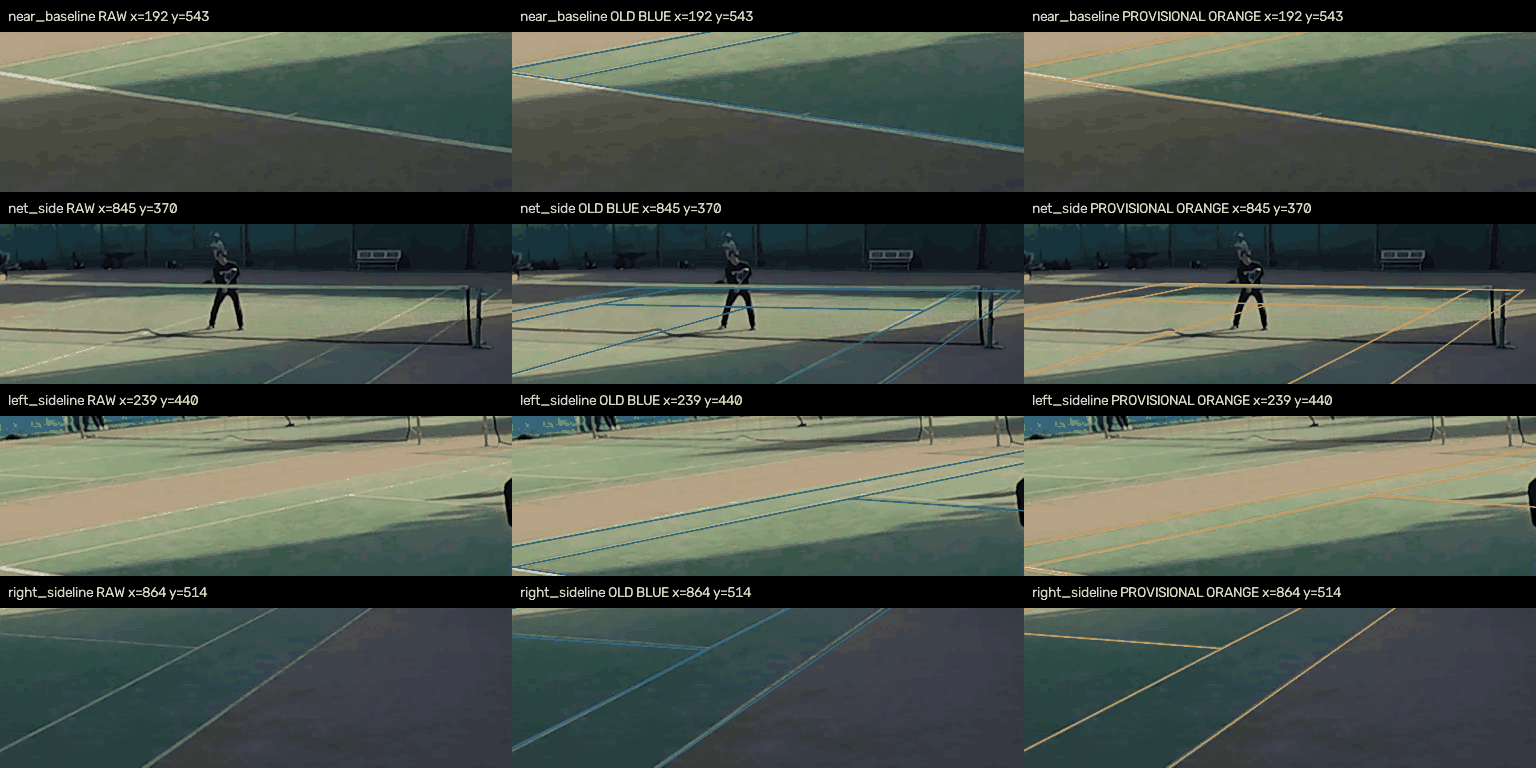 near_baseline RAW x=192 y=543
near_baseline OLD BLUE x=192 y=543
near_baseline PROVISIONAL ORANGE x=192 y=543
net_side RAW x=845 y=370
net_side OLD BLUE x=845 y=370
net_side PROVISIONAL ORANGE x=845 y=370
left_sideline RAW x=239 y=440
left_sideline OLD BLUE x=239 y=440
left_sideline PROVISIONAL ORANGE x=239 y=440
right_sideline RAW x=864 y=514
right_sideline OLD BLUE x=864 y=514
right_sideline PROVISIONAL ORANGE x=864 y=514